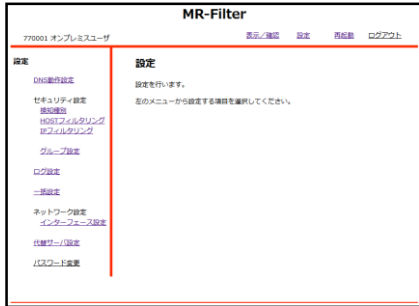 MR-Filter
770001 オンプレミスユーザ
表示／確認 設定 再起動 ログアウト
設定
DNS動作設定
セキュリティ設定
検知種別
HOSTフィルタリング
IPフィルタリング
グループ設定
ログ設定
一括設定
ネットワーク設定
インターフェース設定
代替サーバ設定
パスワード変更
設定
設定を行います。
左のメニューから設定する項目を選択してください。